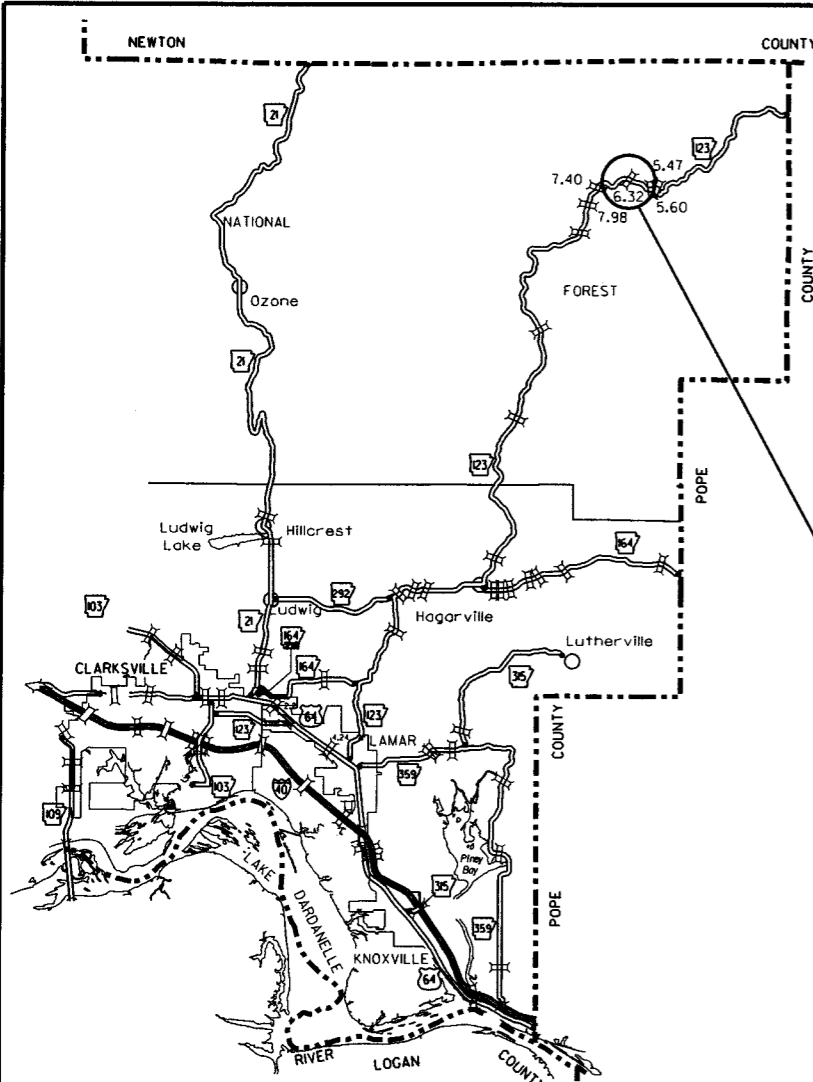 NEWTON COUNTY
21
123
5.47
7.40
6.32
5.60
7.98
NATIONAL
COUNTY
FOREST
Ozone
21
123
POPE
Ludwig
Lake
Hillcrest
164
103
292
Ludwig
Hagarville
21
164
Lutherville
CLARKSVILLE
164
315
64
COUNTY
123
123
4.24
LAMAR
359
103
40
109
LAKE
DARDANELLE
Piney
Bay
315
POPE
359
KNOXVILLE
64
RIVER
LOGAN
COUNTY